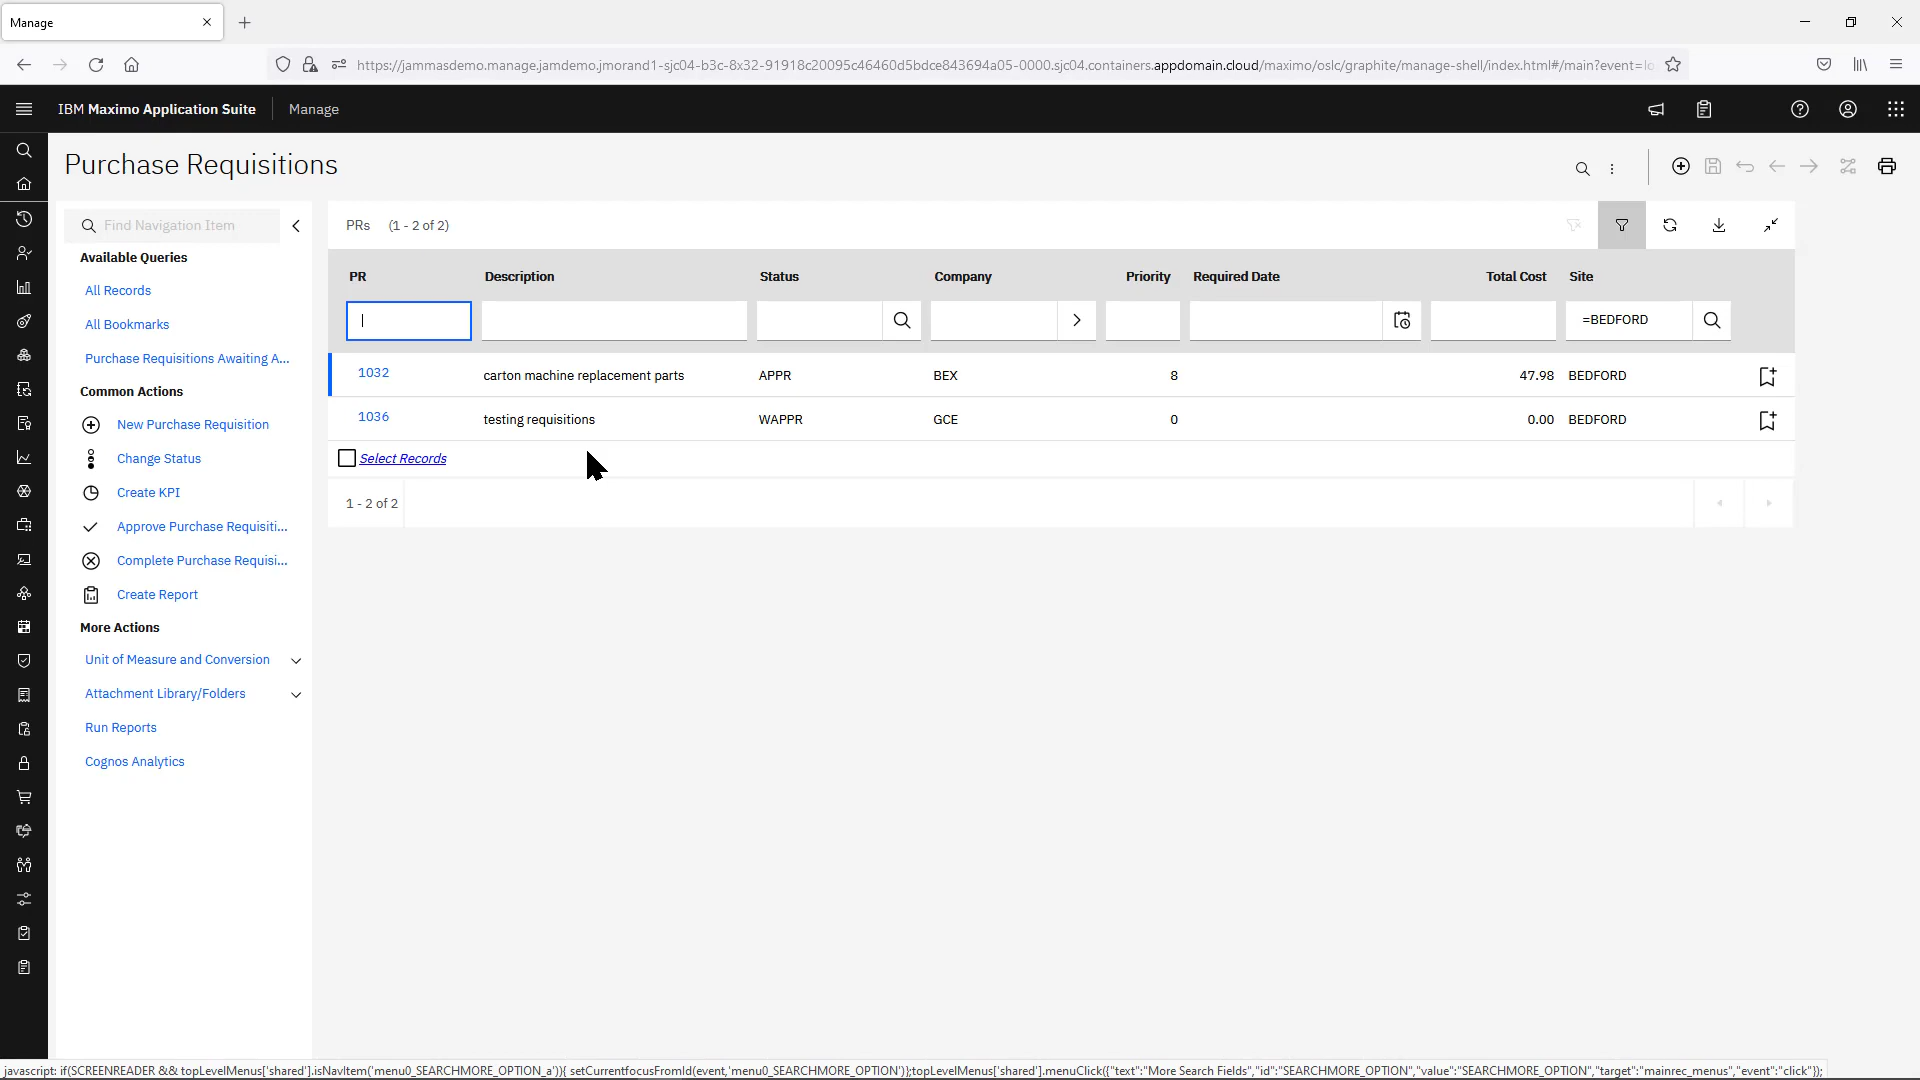 Manage
https://jammasdemo.manage.jamdemo.jmorand1-sjc04-b3c-8x32-91918c20095c46460d5bdce843694a05-0000.sjc04.containers.appdomain.cloud/maximo/oslc/graphite/manage-shell/index.html#/main?event=lo
IBM Maximo Application Suite Manage
Purchase Requisitions
Find Navigation Item
Available Queries
All Records
All Bookmarks
Purchase Requisitions Awaiting A...
Common Actions
New Purchase Requisition
Change Status
Create KPI
Approve Purchase Requisiti...
Complete Purchase Requisi...
Create Report
More Actions
Unit of Measure and Conversion
Attachment Library/Folders
Run Reports
Cognos Analytics
PRs (1 - 2 of 2)
PR Description Status Company Priority Required Date Total Cost Site
=BEDFORD
1032 carton machine replacement parts APPR BEX 8 47.98 BEDFORD
1036 testing requisitions WAPPR GCE 0 0.00 BEDFORD
Select Records
1 - 2 of 2
javascript: if(SCREENREADER && topLevelMenus['shared'].isNavItem('menu0_SEARCHMORE_OPTION_a')){ setCurrentfocusFromId(event,'menu0_SEARCHMORE_OPTION')};topLevelMenus['shared'].menuClick({"text":"More Search Fields","id":"SEARCHMORE_OPTION","value":"SEARCHMORE_OPTION","target":"mainrec_menus","event":"click"});